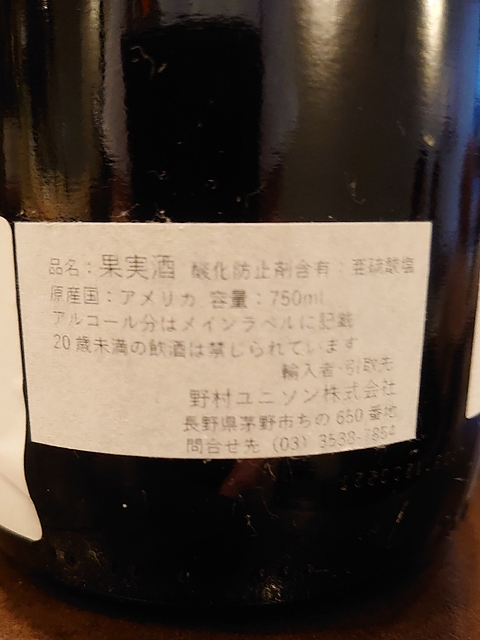 品名：果実酒 酸化防止剤含有：亜硫酸塩
原産国：アメリカ 容量：750ml
アルコール分はメインラベルに記載
20歳未満の飲酒は禁じられています
輸入者・引取先
野村ユニソン株式会社
長野県茅野市ちの650番地
問合せ先（03）3538-7854